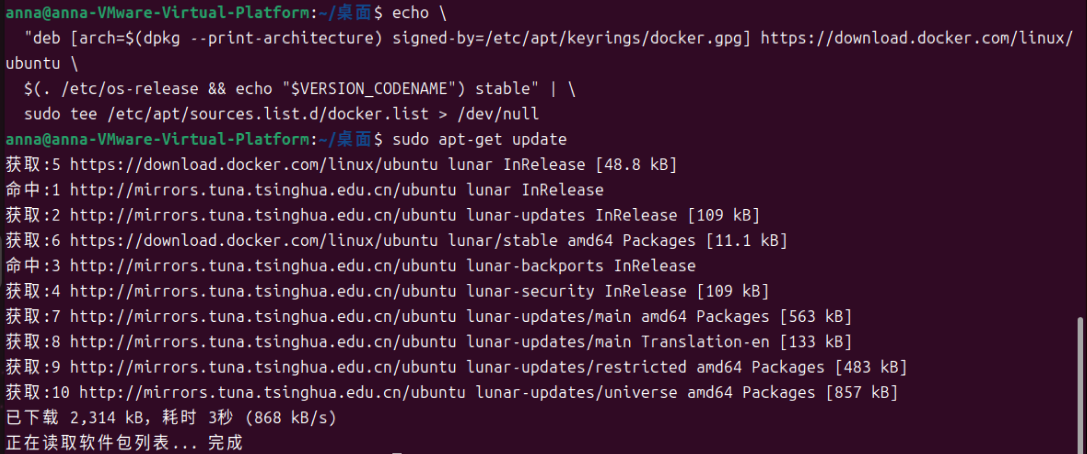 anna@anna-VMware-Virtual-Platform:~/桌面$ echo \
  "deb [arch=$(dpkg --print-architecture) signed-by=/etc/apt/keyrings/docker.gpg] https://download.docker.com/linux/
ubuntu \
  $(. /etc/os-release && echo "$VERSION_CODENAME") stable" | \
  sudo tee /etc/apt/sources.list.d/docker.list > /dev/null
anna@anna-VMware-Virtual-Platform:~/桌面$ sudo apt-get update
获取:5 https://download.docker.com/linux/ubuntu lunar InRelease [48.8 kB]
命中:1 http://mirrors.tuna.tsinghua.edu.cn/ubuntu lunar InRelease
获取:2 http://mirrors.tuna.tsinghua.edu.cn/ubuntu lunar-updates InRelease [109 kB]
获取:6 https://download.docker.com/linux/ubuntu lunar/stable amd64 Packages [11.1 kB]
命中:3 http://mirrors.tuna.tsinghua.edu.cn/ubuntu lunar-backports InRelease
获取:4 http://mirrors.tuna.tsinghua.edu.cn/ubuntu lunar-security InRelease [109 kB]
获取:7 http://mirrors.tuna.tsinghua.edu.cn/ubuntu lunar-updates/main amd64 Packages [563 kB]
获取:8 http://mirrors.tuna.tsinghua.edu.cn/ubuntu lunar-updates/main Translation-en [133 kB]
获取:9 http://mirrors.tuna.tsinghua.edu.cn/ubuntu lunar-updates/restricted amd64 Packages [483 kB]
获取:10 http://mirrors.tuna.tsinghua.edu.cn/ubuntu lunar-updates/universe amd64 Packages [857 kB]
已下载 2,314 kB，耗时 3秒 (868 kB/s)
正在读取软件包列表... 完成